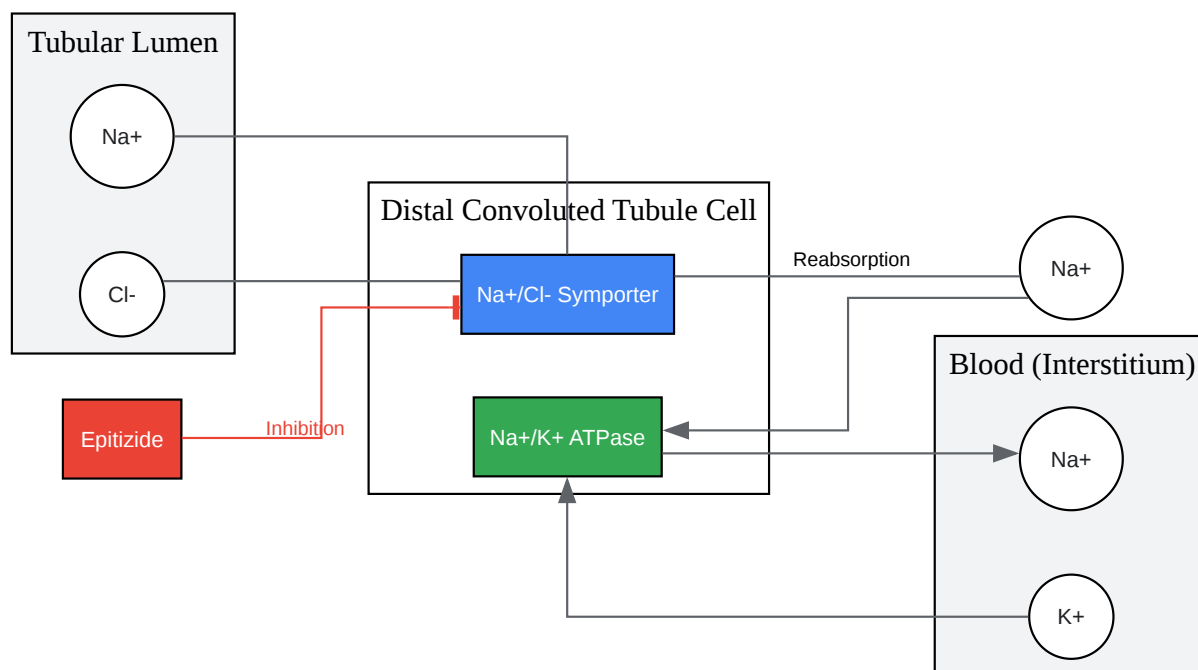 Tubular Lumen
Na+
Distal Convoluted Tubule Cell
Reabsorption
Na+
Cl-
Na+/Cl- Symporter
Blood (Interstitium)
Epitizide
Inhibition
Na+/K+ ATPase
Na+
K+